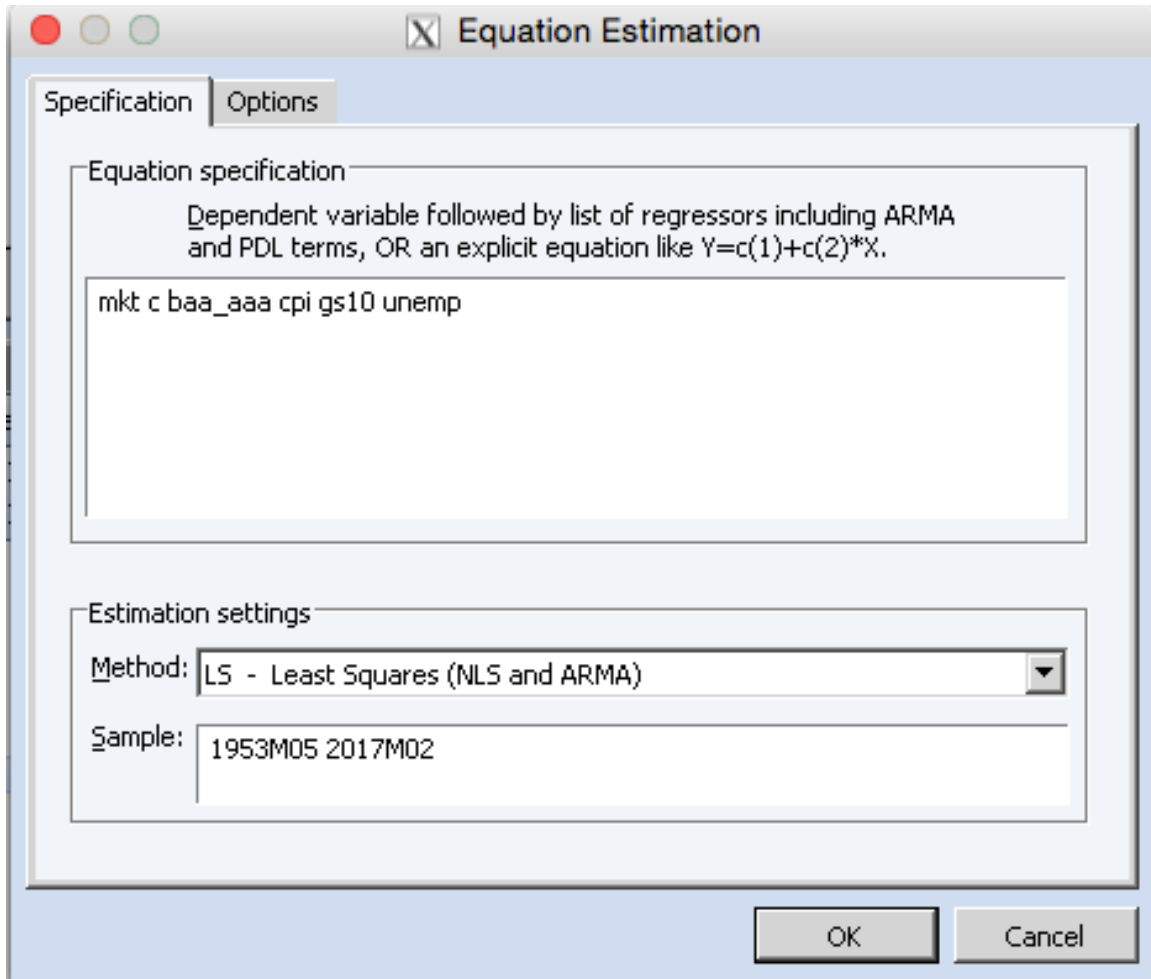 Equation Estimation
Specification Options
Equation specification
Dependent variable followed by list of regressors including ARMA
and PDL terms, OR an explicit equation like Y=c(1)+c(2)*X.
mkt c baa_aaa cpi gs10 unemp
Estimation settings
Method: LS - Least Squares (NLS and ARMA)
Sample: 1953M05 2017M02
OK Cancel